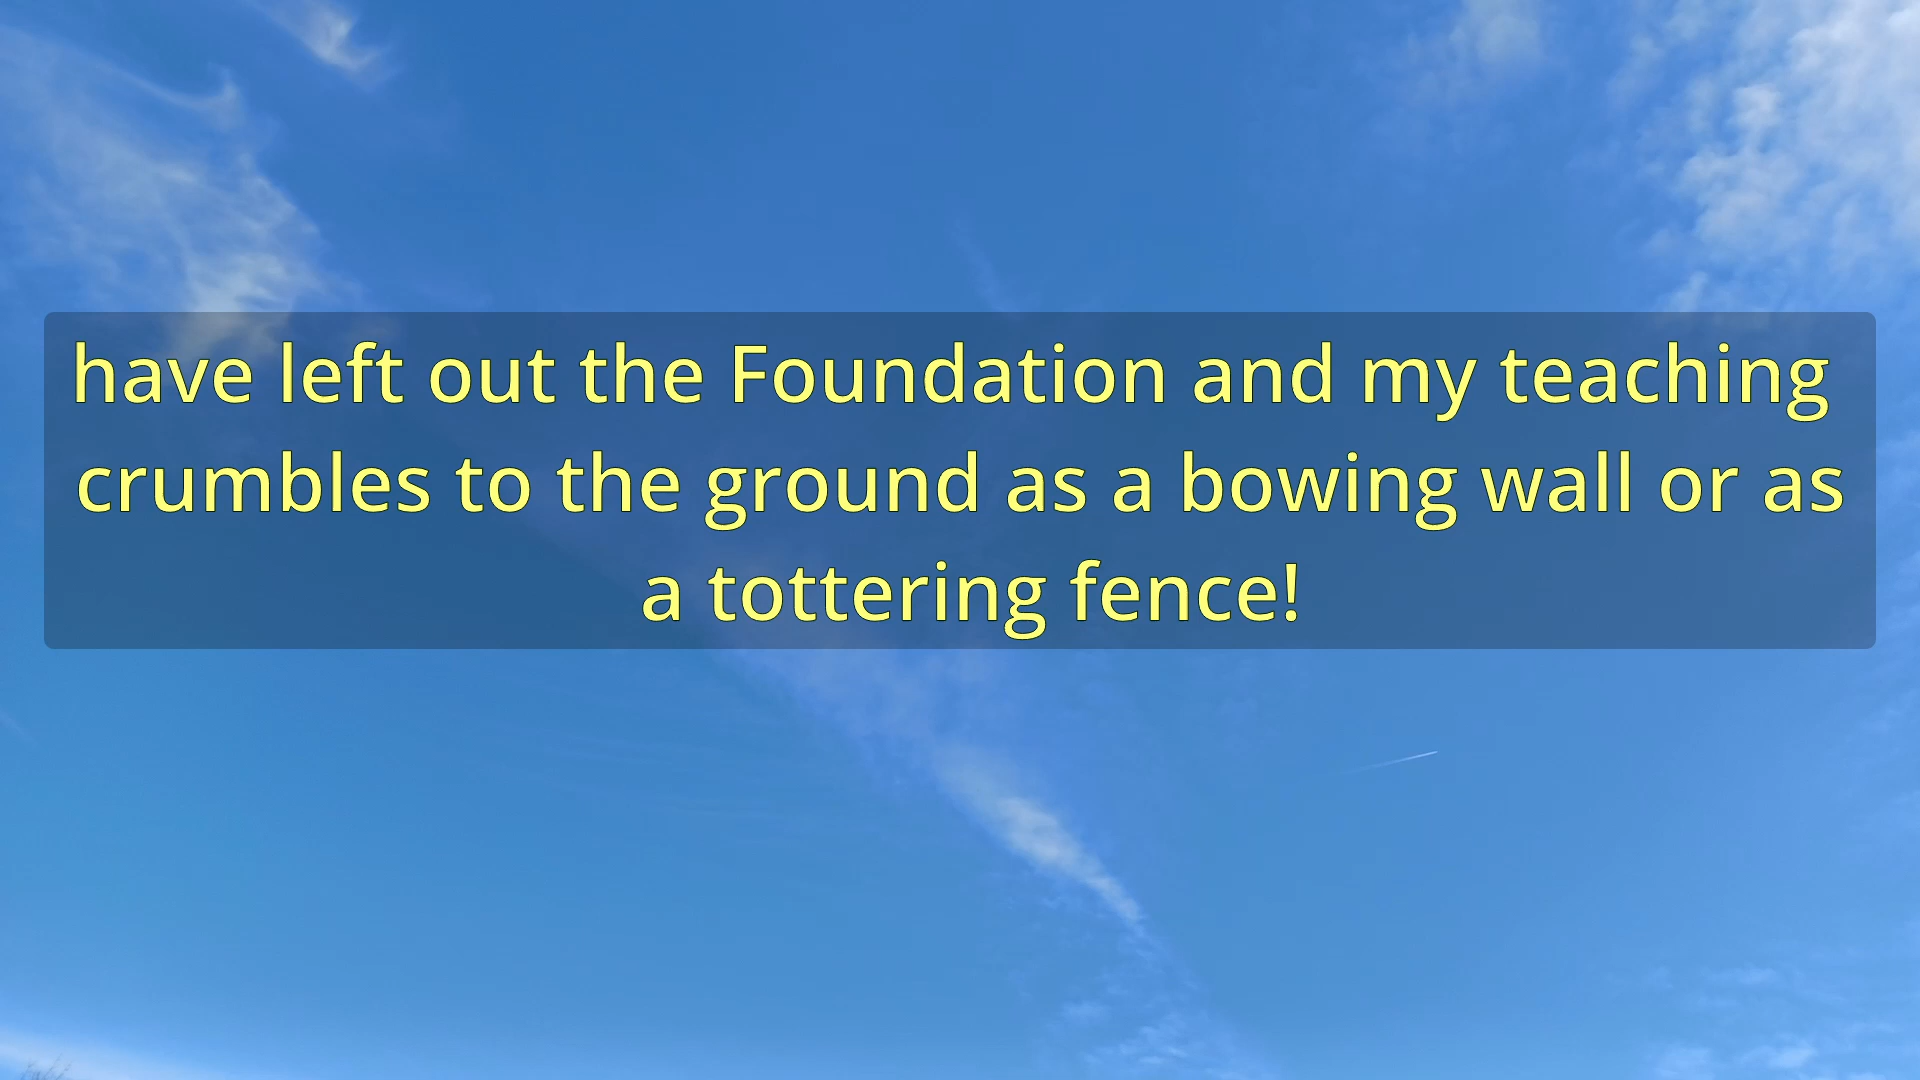 have left out the Foundation and my teaching
crumbles to the ground as a bowing wall or as
a tottering fence!